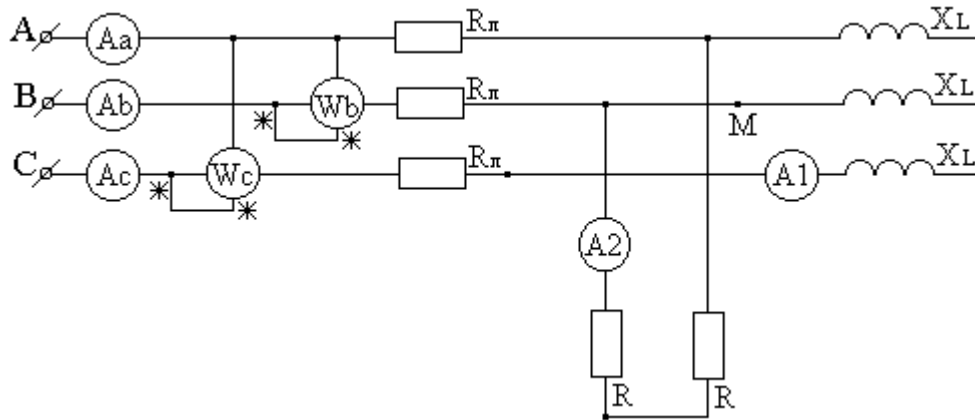 A Aa Rл XL
B Ab * Wb * Rл M XL
C Ac * Wc * Rл A1 XL
A2
R R